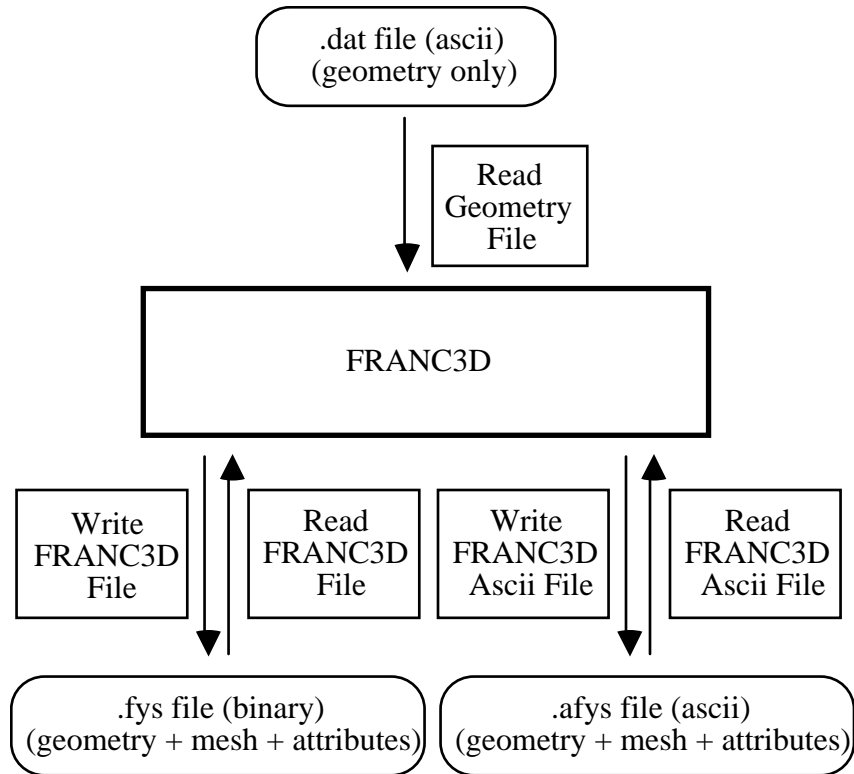 .dat file (ascii)
(geometry only)
Read
Geometry
File
FRANC3D
Write
FRANC3D
File
Read
FRANC3D
File
Write
FRANC3D
Ascii File
Read
FRANC3D
Ascii File
.fys file (binary)
(geometry + mesh + attributes)
.afys file (ascii)
(geometry + mesh + attributes)